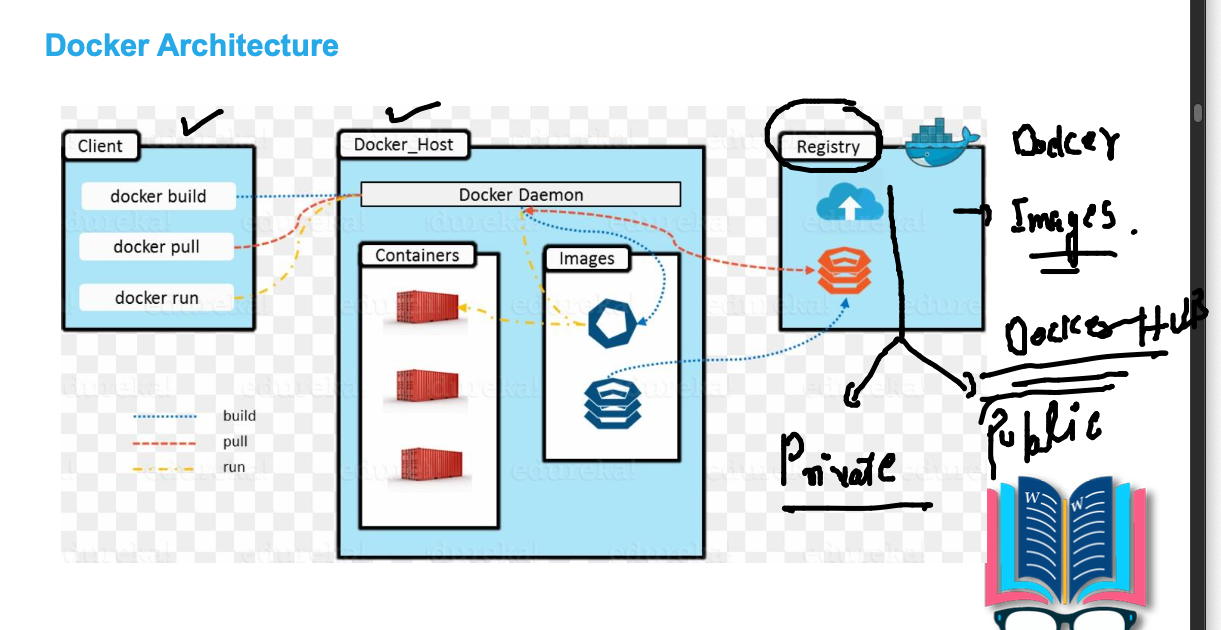 Docker Architecture
Client
docker build
docker pull
docker run
Docker_Host
Docker Daemon
Containers
Images
Registry
build
pull
run
Docker
Images.
Docker Hub
Private
Public
edureka!
W W